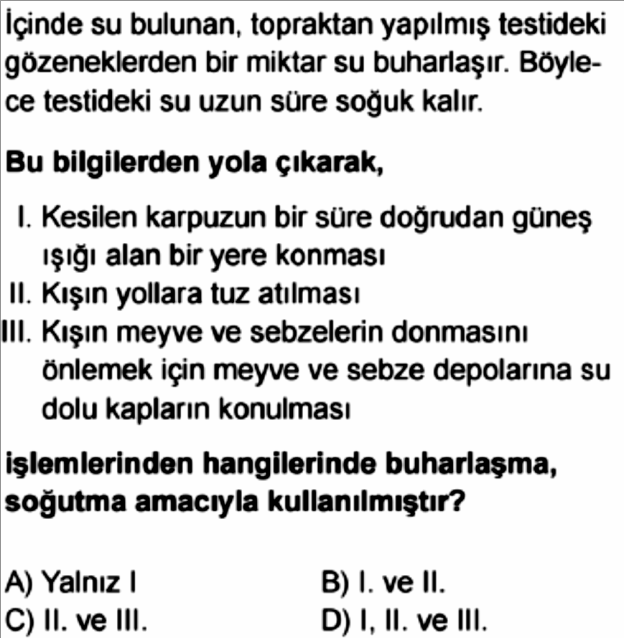 İçinde su bulunan, topraktan yapılmış testideki
gözeneklerden bir miktar su buharlaşır. Böyle-
ce testideki su uzun süre soğuk kalır.
Bu bilgilerden yola çıkarak,
I. Kesilen karpuzun bir süre doğrudan güneş
ışığı alan bir yere konması
II. Kışın yollara tuz atılması
III. Kışın meyve ve sebzelerin donmasını
önlemek için meyve ve sebze depolarına su
dolu kapların konulması
işlemlerinden hangilerinde buharlaşma,
soğutma amacıyla kullanılmıştır?
A) Yalnız I
B) I. ve II.
C) II. ve III.
D) I, II. ve III.